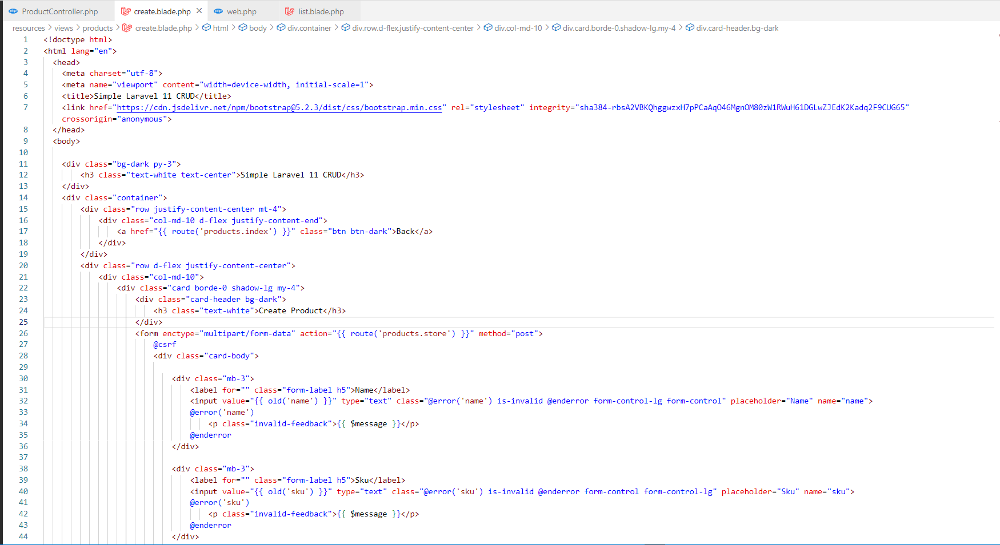 ProductController.php create.blade.php web.php list.blade.php
resources > views > products > create.blade.php > html > body > div.container > div.row.d-flex.justify-content-center > div.col-md-10 > div.card.borde-0.shadow-lg.my-4 > div.card-header.bg-dark
1 <!doctype html>
2 <html lang="en">
3 <head>
4 <meta charset="utf-8">
5 <meta name="viewport" content="width=device-width, initial-scale=1">
6 <title>Simple Laravel 11 CRUD</title>
7 <link href="https://cdn.jsdelivr.net/npm/bootstrap@5.2.3/dist/css/bootstrap.min.css" rel="stylesheet" integrity="sha384-rbsA2VBKQhggwzxH7pPCaAqO46MgnOM80zW1RWuH61DGLwZJEdK2Kadq2F9CUG65"
crossorigin="anonymous">
8 </head>
9 <body>
10
11 <div class="bg-dark py-3">
12 <h3 class="text-white text-center">Simple Laravel 11 CRUD</h3>
13 </div>
14 <div class="container">
15 <div class="row justify-content-center mt-4">
16 <div class="col-md-10 d-flex justify-content-end">
17 <a href="{{ route('products.index') }}" class="btn btn-dark">Back</a>
18 </div>
19 </div>
20 <div class="row d-flex justify-content-center">
21 <div class="col-md-10">
22 <div class="card borde-0 shadow-lg my-4">
23 <div class="card-header bg-dark">
24 <h3 class="text-white">Create Product</h3>
25 </div>
26 <form enctype="multipart/form-data" action="{{ route('products.store') }}" method="post">
27 @csrf
28 <div class="card-body">
29
30 <div class="mb-3">
31 <label for="" class="form-label h5">Name</label>
32 <input value="{{ old('name') }}" type="text" class="@error('name') is-invalid @enderror form-control-lg form-control" placeholder="Name" name="name">
33 @error('name')
34 <p class="invalid-feedback">{{ $message }}</p>
35 @enderror
36 </div>
37
38 <div class="mb-3">
39 <label for="" class="form-label h5">Sku</label>
40 <input value="{{ old('sku') }}" type="text" class="@error('sku') is-invalid @enderror form-control form-control-lg" placeholder="Sku" name="sku">
41 @error('sku')
42 <p class="invalid-feedback">{{ $message }}</p>
43 @enderror
44 </div>